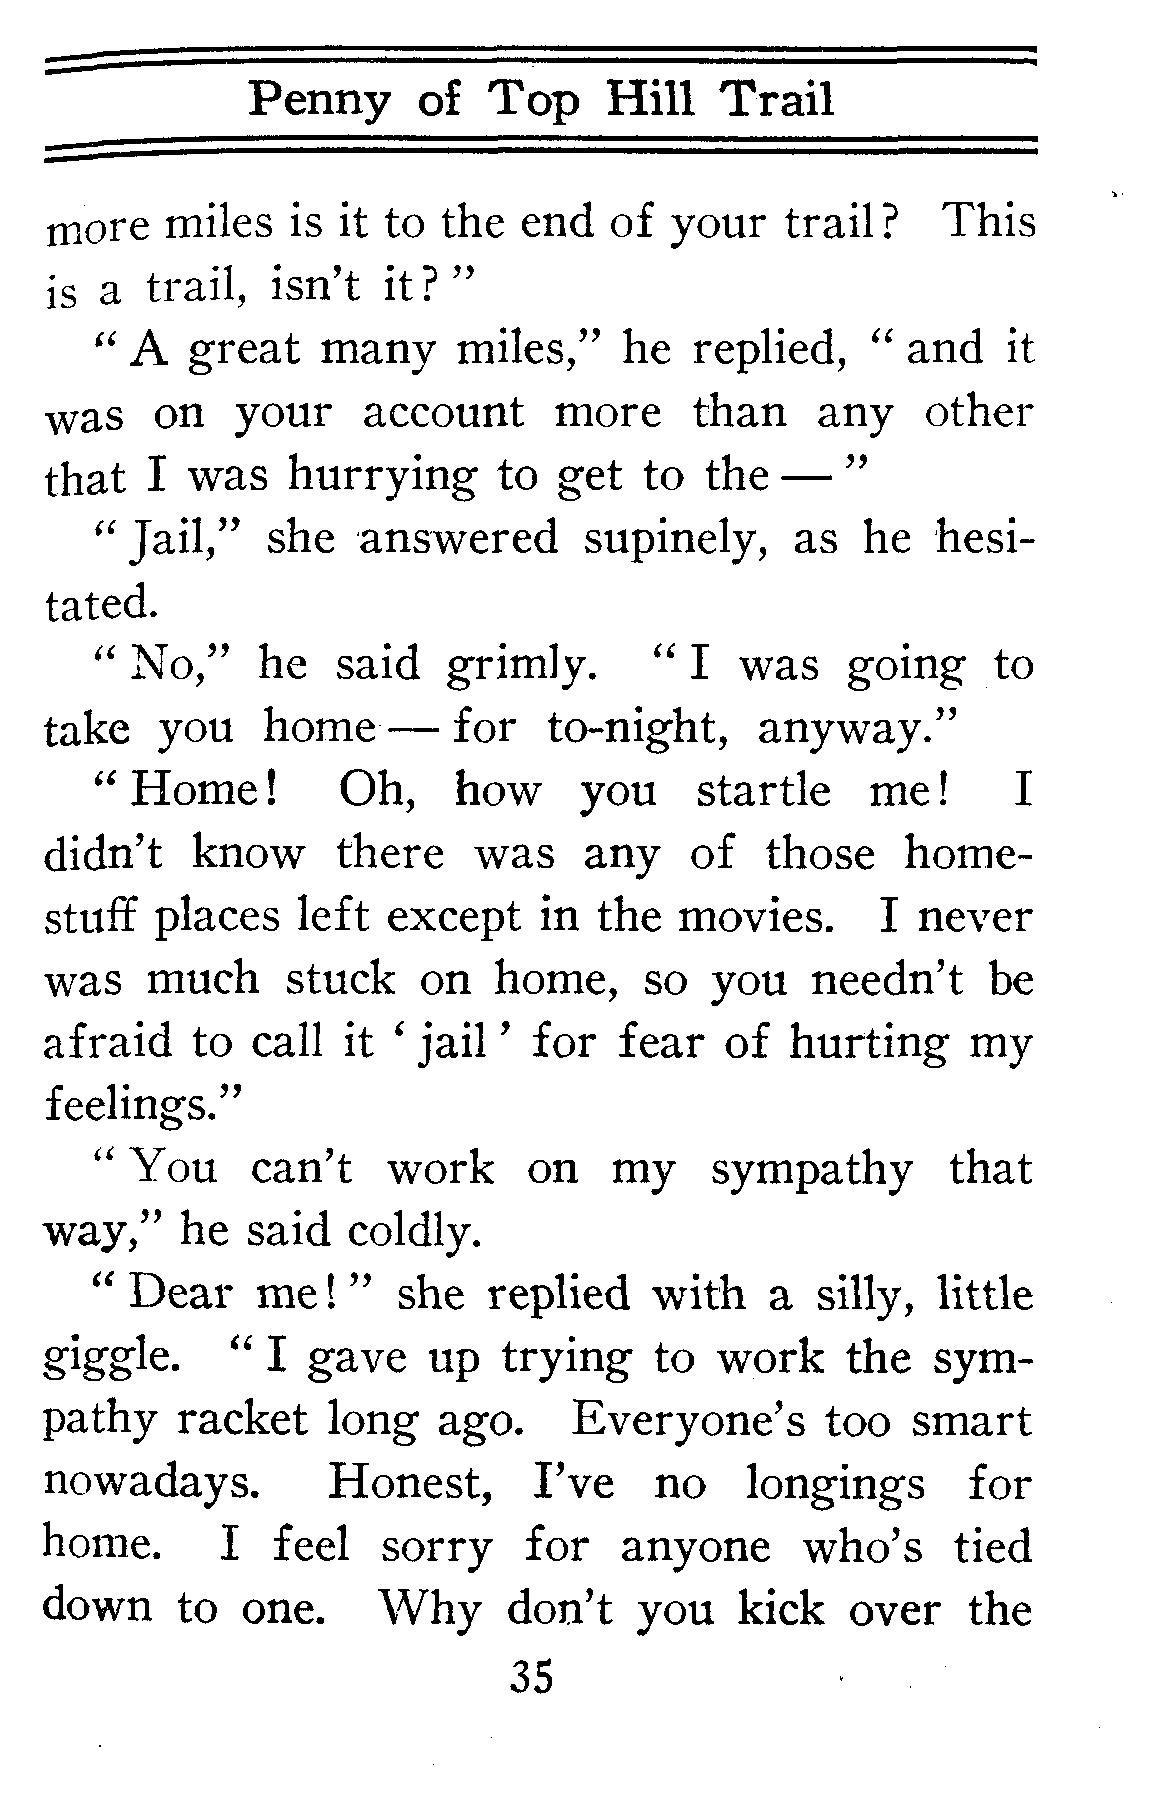 Penny of Top Hill Trail
more miles is it to the end of your trail? This
is a trail, isn't it?"
"A great many miles," he replied, "and it
was on your account more than any other
that I was hurrying to get to the—"
"Jail," she answered supinely, as he hesi-
tated.
"No," he said grimly. "I was going to
take you home—for to-night, anyway."
"Home! Oh, how you startle me! I
didn't know there was any of those home-
stuff places left except in the movies. I never
was much stuck on home, so you needn't be
afraid to call it 'jail' for fear of hurting my
feelings."
"You can't work on my sympathy that
way," he said coldly.
"Dear me!" she replied with a silly, little
giggle. "I gave up trying to work the sym-
pathy racket long ago. Everyone's too smart
nowadays. Honest, I've no longings for
home. I feel sorry for anyone who's tied
down to one. Why don't you kick over the
35